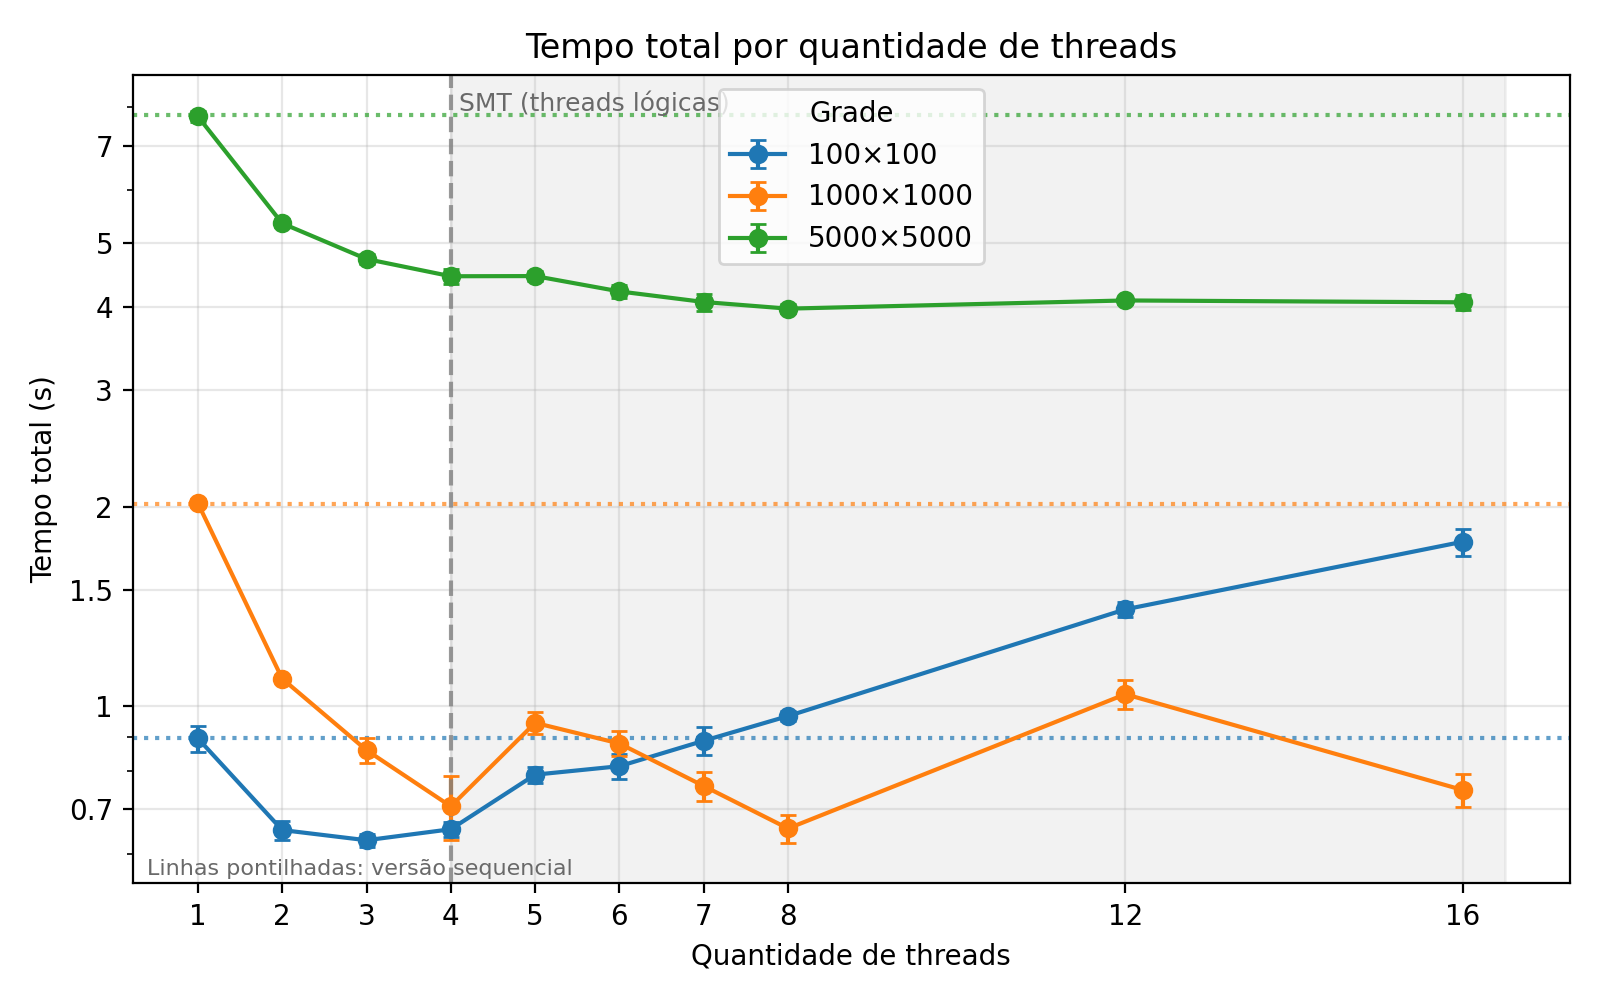 Tempo total por quantidade de threads
SMT (threads lógicas)
Grade
100×100
1000×1000
5000×5000
7
5
4
3
2
1.5
1
0.7
Tempo total (s)
Linhas pontilhadas: versão sequencial
1 2 3 4 5 6 7 8 12 16
Quantidade de threads